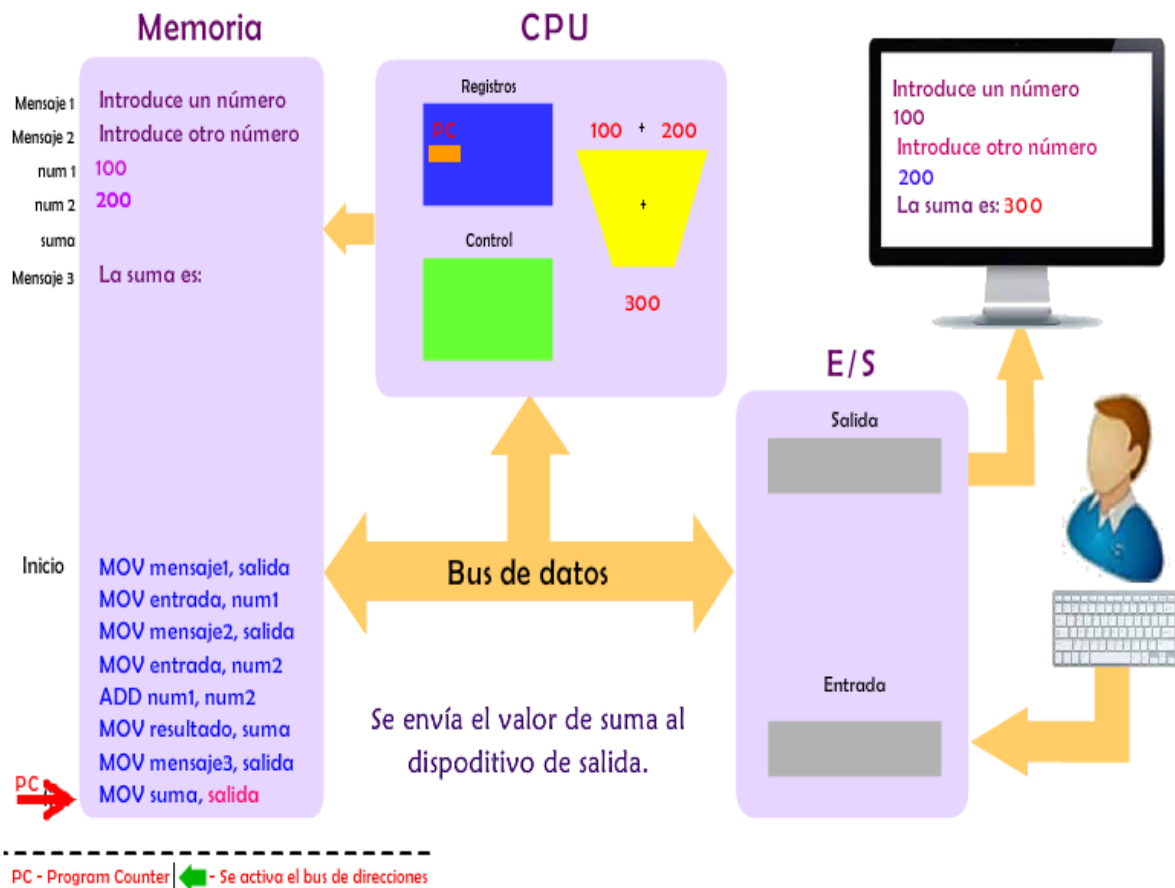 Memoria
CPU
Mensaje 1 Introduce un número
Mensaje 2 Introduce otro número
num 1 100
num 2 200
suma
Mensaje 3 La suma es:
Registros
PC
100 + 200
+
Control
300
Introduce un número
100
Introduce otro número
200
La suma es: 300
E/S
Salida
Entrada
Bus de datos
Inicio MOV mensaje1, salida
MOV entrada, num1
MOV mensaje2, salida
MOV entrada, num2
ADD num1, num2
MOV resultado, suma
MOV mensaje3, salida
PC MOV suma, salida
Se envía el valor de suma al
dispoditivo de salida.
PC - Program Counter - Se activa el bus de direcciones